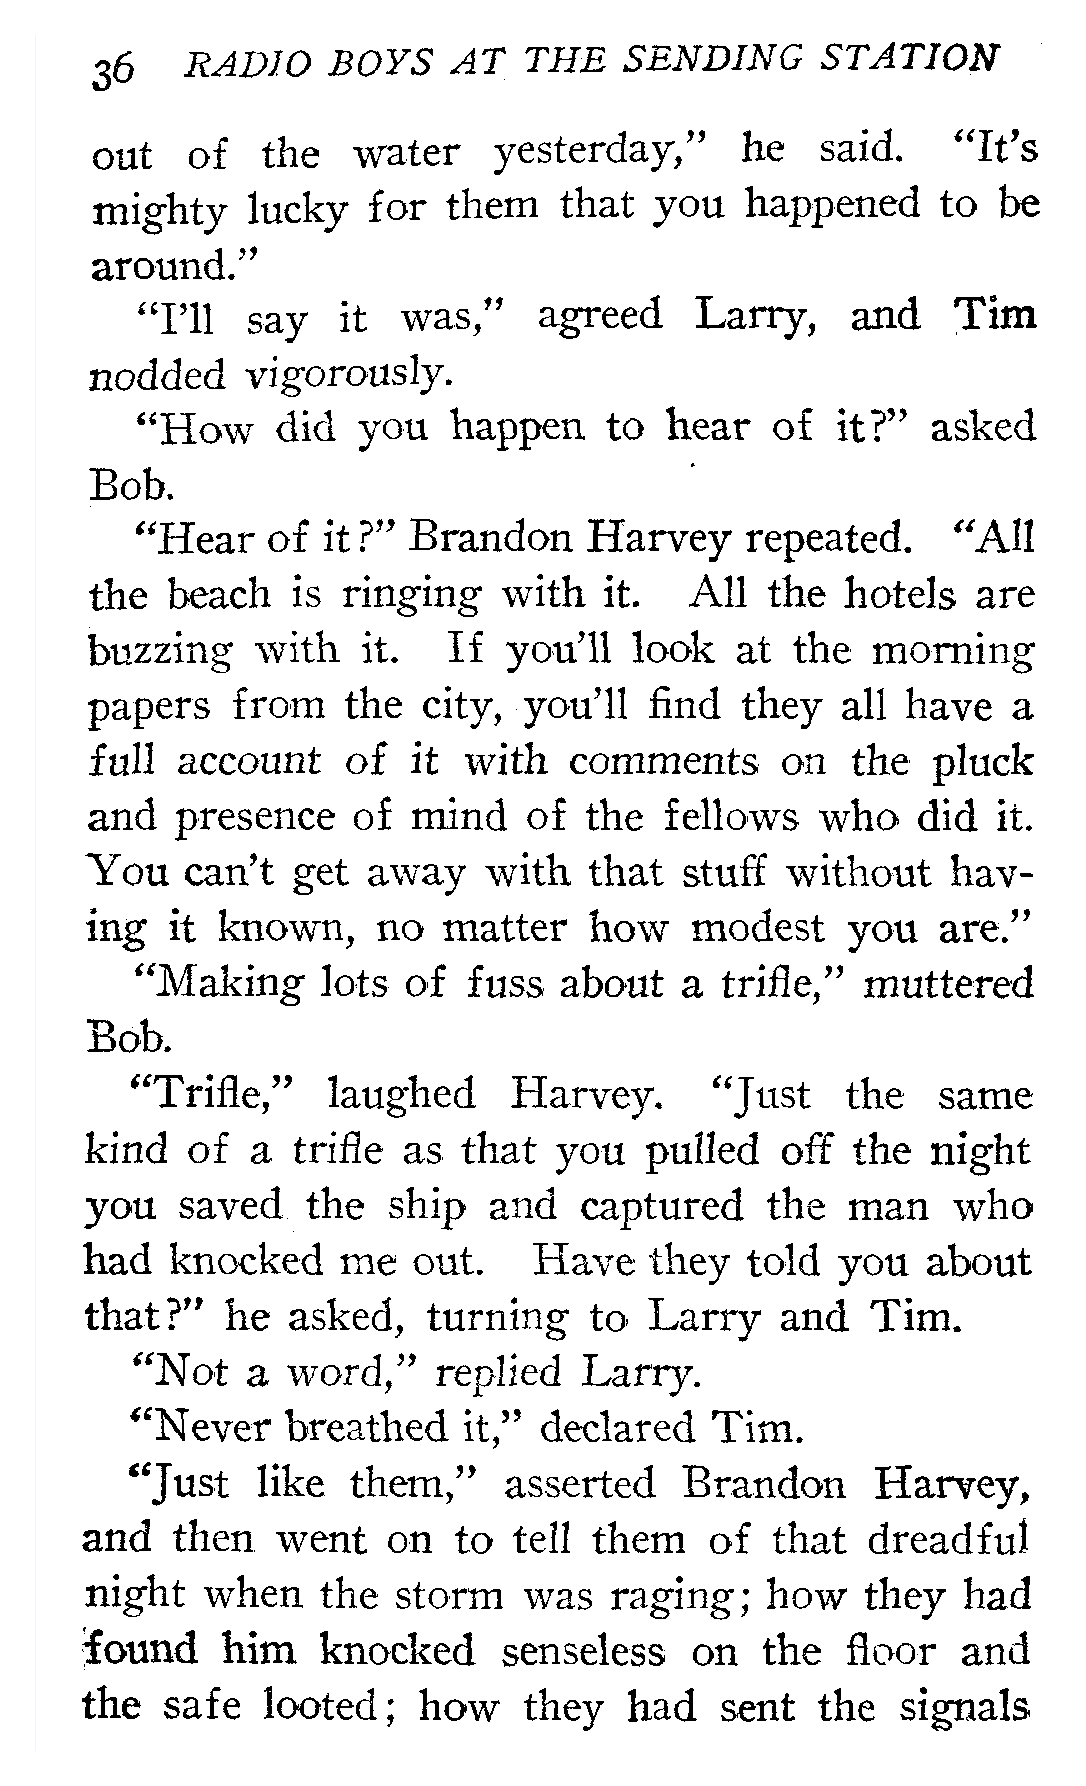 36 RADIO BOYS AT THE SENDING STATION
out of the water yesterday,” he said. “It’s
mighty lucky for them that you happened to be
around.”
“I’ll say it was,” agreed Larry, and Tim
nodded vigorously.
“How did you happen to hear of it?” asked
Bob.
“Hear of it?” Brandon Harvey repeated. “All
the beach is ringing with it. All the hotels are
buzzing with it. If you’ll look at the morning
papers from the city, you’ll find they all have a
full account of it with comments on the pluck
and presence of mind of the fellows who did it.
You can’t get away with that stuff without hav-
ing it known, no matter how modest you are.”
“Making lots of fuss about a trifle,” muttered
Bob.
“Trifle,” laughed Harvey. “Just the same
kind of a trifle as that you pulled off the night
you saved the ship and captured the man who
had knocked me out. Have they told you about
that?” he asked, turning to Larry and Tim.
“Not a word,” replied Larry.
“Never breathed it,” declared Tim.
“Just like them,” asserted Brandon Harvey,
and then went on to tell them of that dreadful
night when the storm was raging; how they had
found him knocked senseless on the floor and
the safe looted; how they had sent the signals